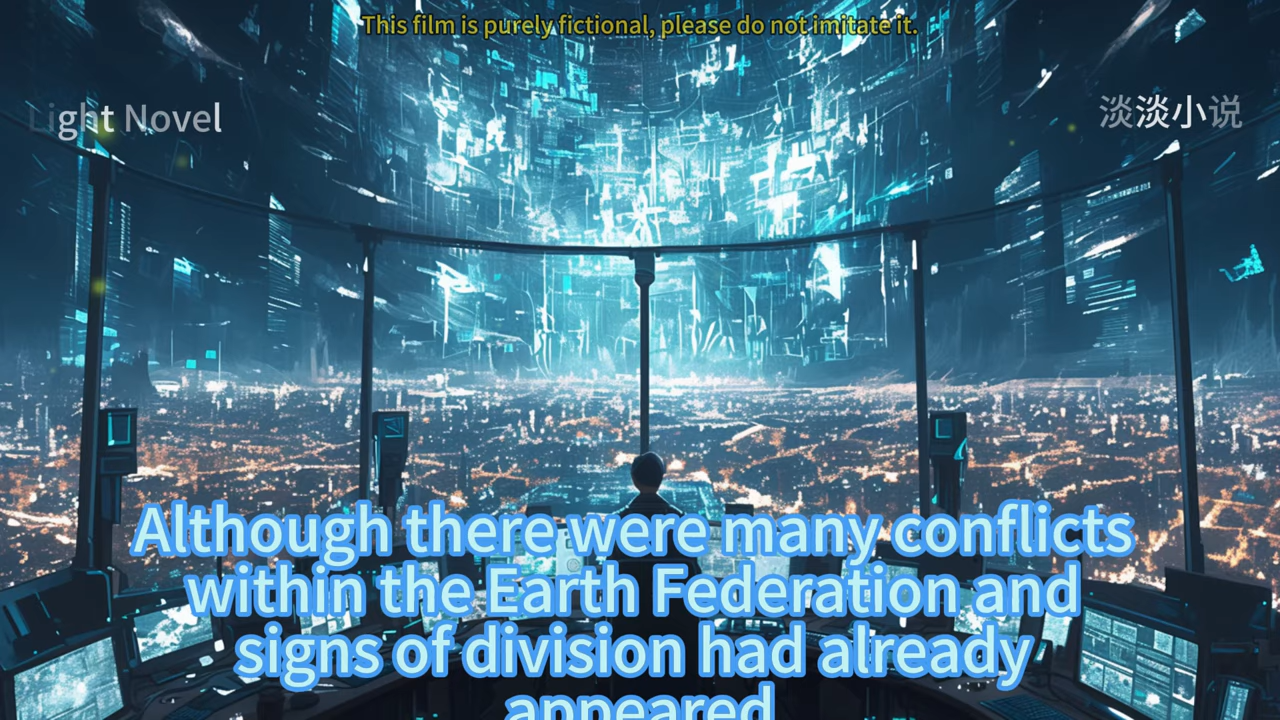 This film is purely fictional, please do not imitate it.
Light Novel
淡淡小说
Although there were many conflicts
within the Earth Federation and
signs of division had already
appeared